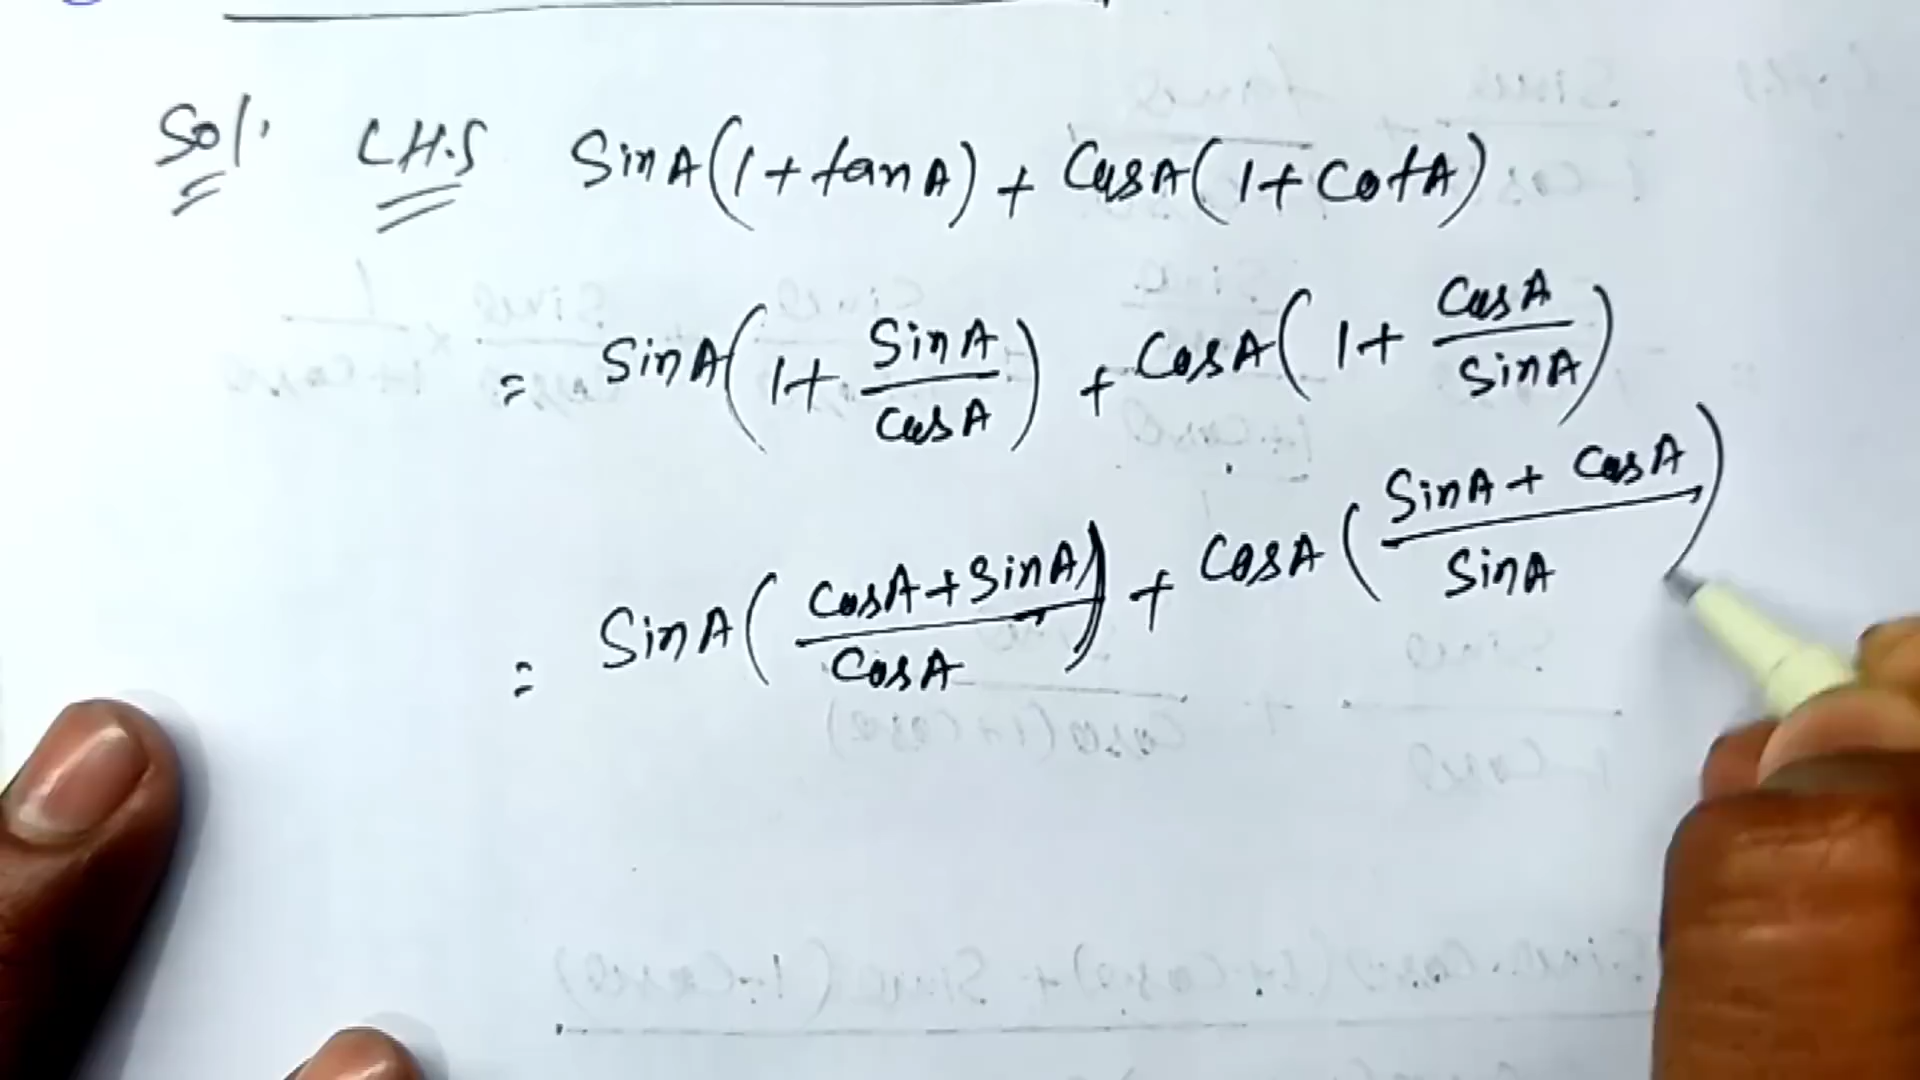 Sol. L.H.S SinA(1+tanA) + CosA(1+CotA)
= SinA(1+ SinA/CosA) + CosA(1+ CosA/SinA)
= SinA(CosA+SinA/CosA) + CosA(SinA+CosA/SinA)